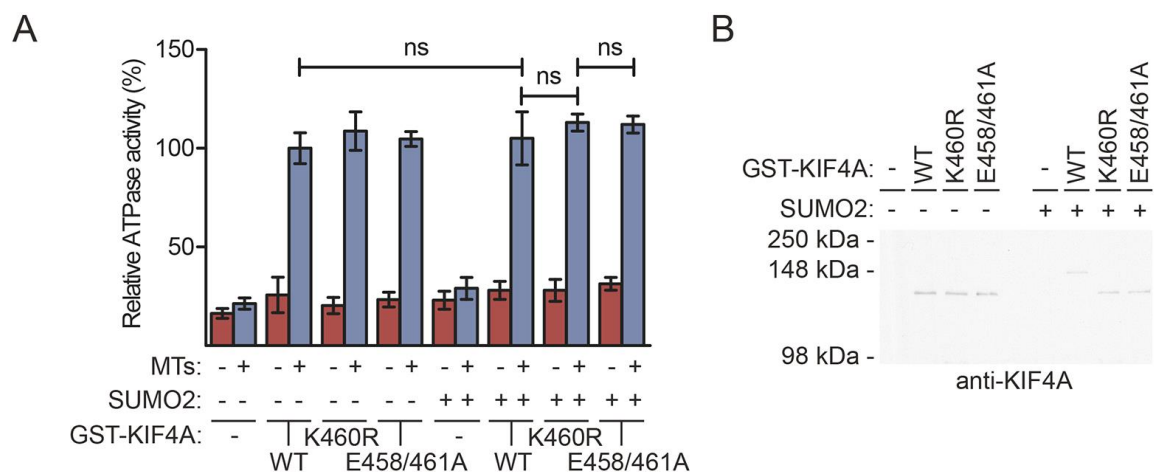 A
Relative ATPase activity (%)
150
100
50
ns
ns
ns
MTs: - + - + - + - + - + - + - + - +
SUMO2: - - - - - - - - + + + + + + + +
GST-KIF4A: - WT K460R E458/461A - WT K460R E458/461A
B
GST-KIF4A: - WT K460R E458/461A - WT K460R E458/461A
SUMO2: - - - - + + + +
250 kDa -
148 kDa -
98 kDa -
anti-KIF4A